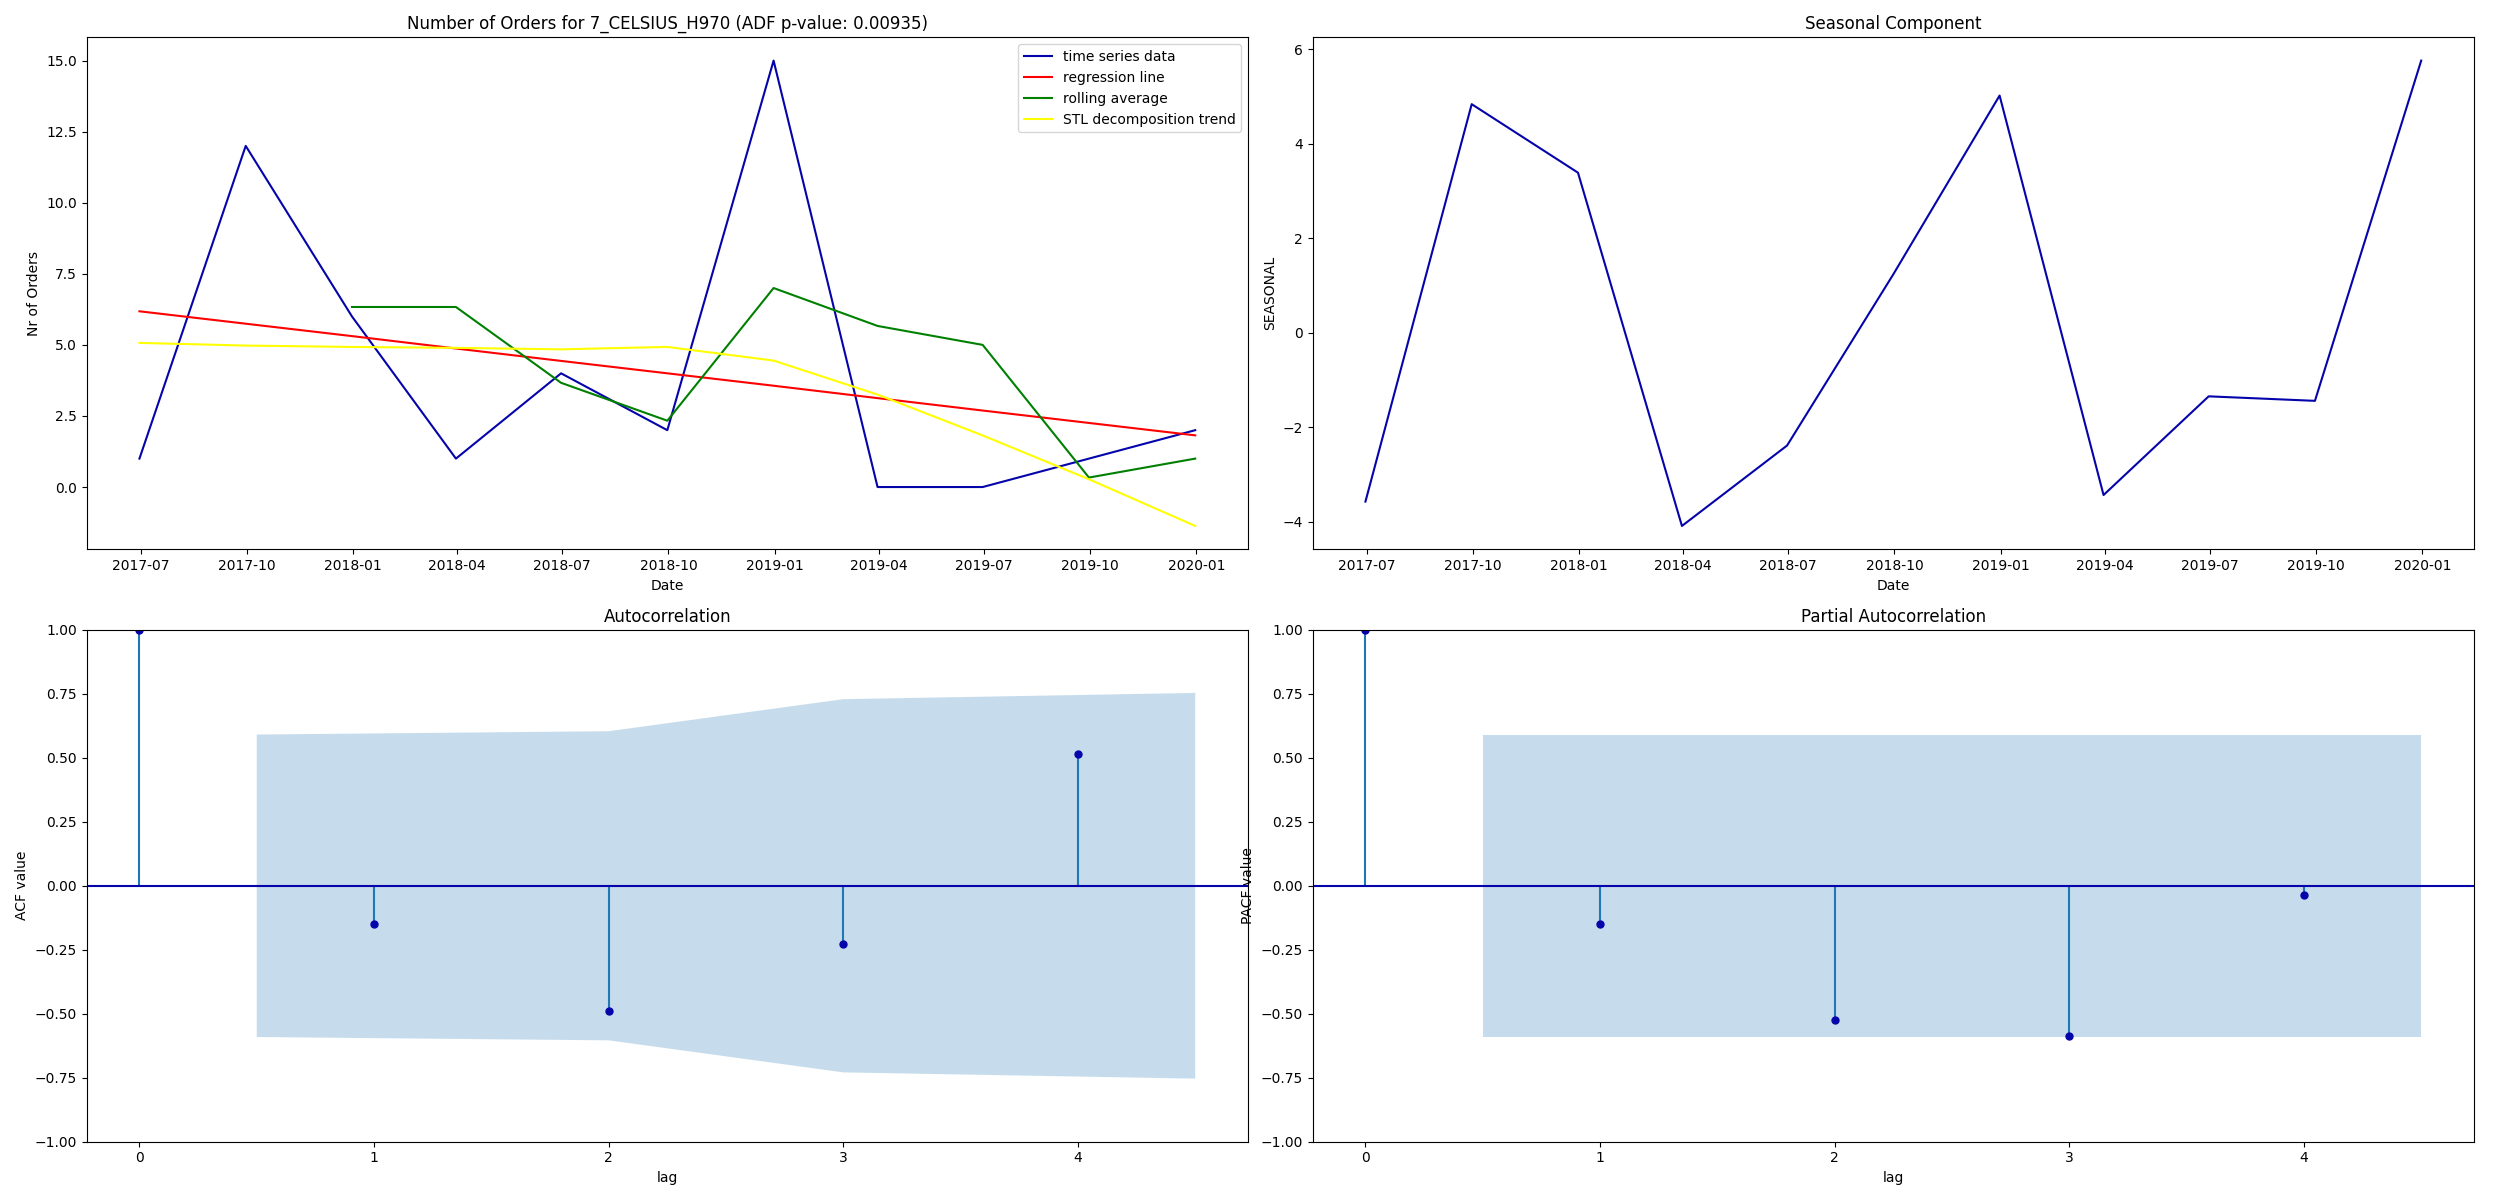 Number of Orders for 7_CELSIUS_H970 (ADF p-value: 0.00935)
15.0
12.5
10.0
7.5
5.0
2.5
0.0
Nr of Orders
time series data
regression line
rolling average
STL decomposition trend
2017-07 2017-10 2018-01 2018-04 2018-07 2018-10 2019-01 2019-04 2019-07 2019-10 2020-01
Date
Seasonal Component
6
4
2
0
−2
−4
SEASONAL
2017-07 2017-10 2018-01 2018-04 2018-07 2018-10 2019-01 2019-04 2019-07 2019-10 2020-01
Date
Autocorrelation
1.00
0.75
0.50
0.25
0.00
−0.25
−0.50
−0.75
−1.00
ACF value
0 1 2 3 4
lag
Partial Autocorrelation
1.00
0.75
0.50
0.25
0.00
−0.25
−0.50
−0.75
−1.00
PACF value
0 1 2 3 4
lag